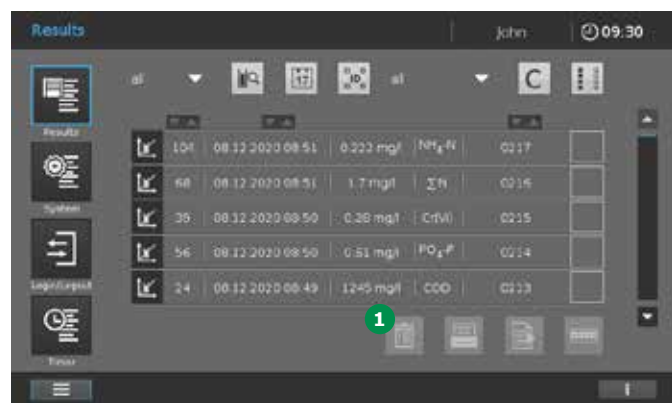 Results John 09.30
all 17 ID all C
Results
104 08.12.2020 08:51 0.222 mg/l NH₄-N 0217
68 08.12.2020 08:51 1.7 mg/l ΣN 0216
System
39 08.12.2020 08:50 0.28 mg/l Cr(VI) 0215
56 08.12.2020 08:50 0.51 mg/l PO₄-P 0214
Login/Logout
24 08.12.2020 08:49 1245 mg/l COD 0213
1
Timer